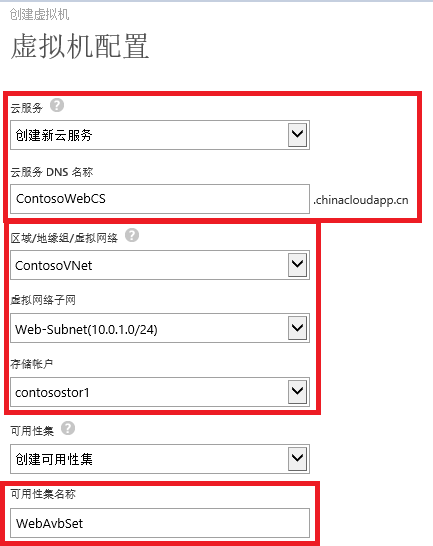 创建虚拟机
虚拟机配置
云服务 ?
创建新云服务
云服务 DNS 名称
ContosoWebCS .chinacloudapp.cn
区域/地缘组/虚拟网络 ?
ContosoVNet
虚拟网络子网
Web-Subnet(10.0.1.0/24)
存储帐户
contosostor1
可用性集 ?
创建可用性集
可用性集名称
WebAvbSet